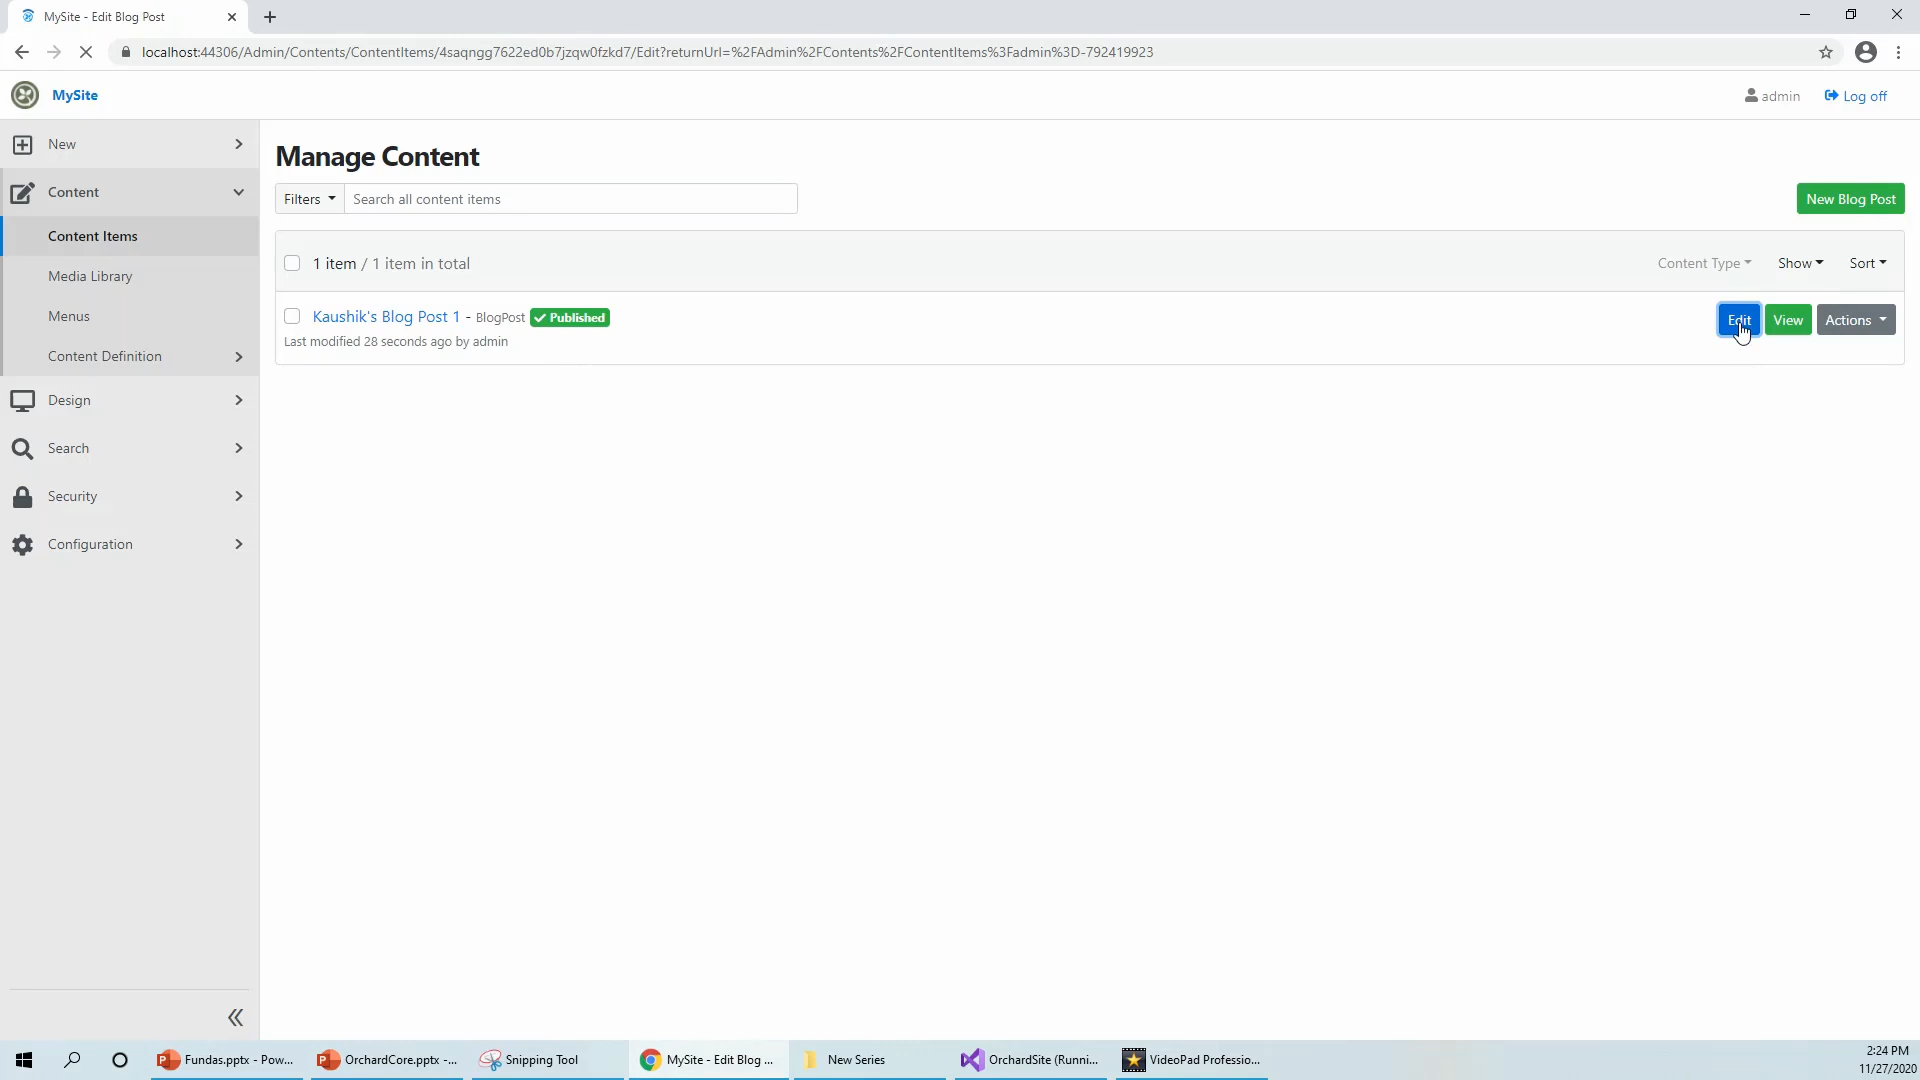 MySite - Edit Blog Post
localhost:44306/Admin/Contents/ContentItems/4saqngg7622ed0b7jzqw0fzkd7/Edit?returnUrl=%2FAdmin%2FContents%2FContentItems%3Fadmin%3D-792419923
MySite
admin
Log off
New
Content
Content Items
Media Library
Menus
Content Definition
Design
Search
Security
Configuration
Manage Content
Filters
Search all content items
New Blog Post
1 item / 1 item in total
Content Type
Show
Sort
Kaushik's Blog Post 1 - BlogPost Published
Last modified 28 seconds ago by admin
Edit
View
Actions
Fundas.pptx - Pow...
OrchardCore.pptx -...
Snipping Tool
MySite - Edit Blog ...
New Series
OrchardSite (Runni...
VideoPad Professio...
2:24 PM
11/27/2020